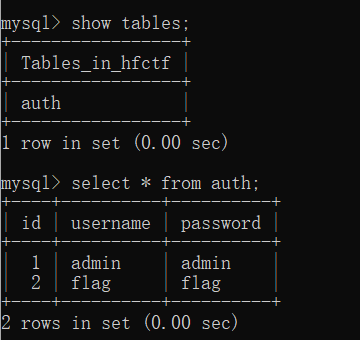 mysql> show tables;
+-----------------+
| Tables_in_hfctf |
+-----------------+
| auth            |
+-----------------+
1 row in set (0.00 sec)

mysql> select * from auth;
+----+----------+----------+
| id | username | password |
+----+----------+----------+
|  1 | admin    | admin    |
|  2 | flag     | flag     |
+----+----------+----------+
2 rows in set (0.00 sec)